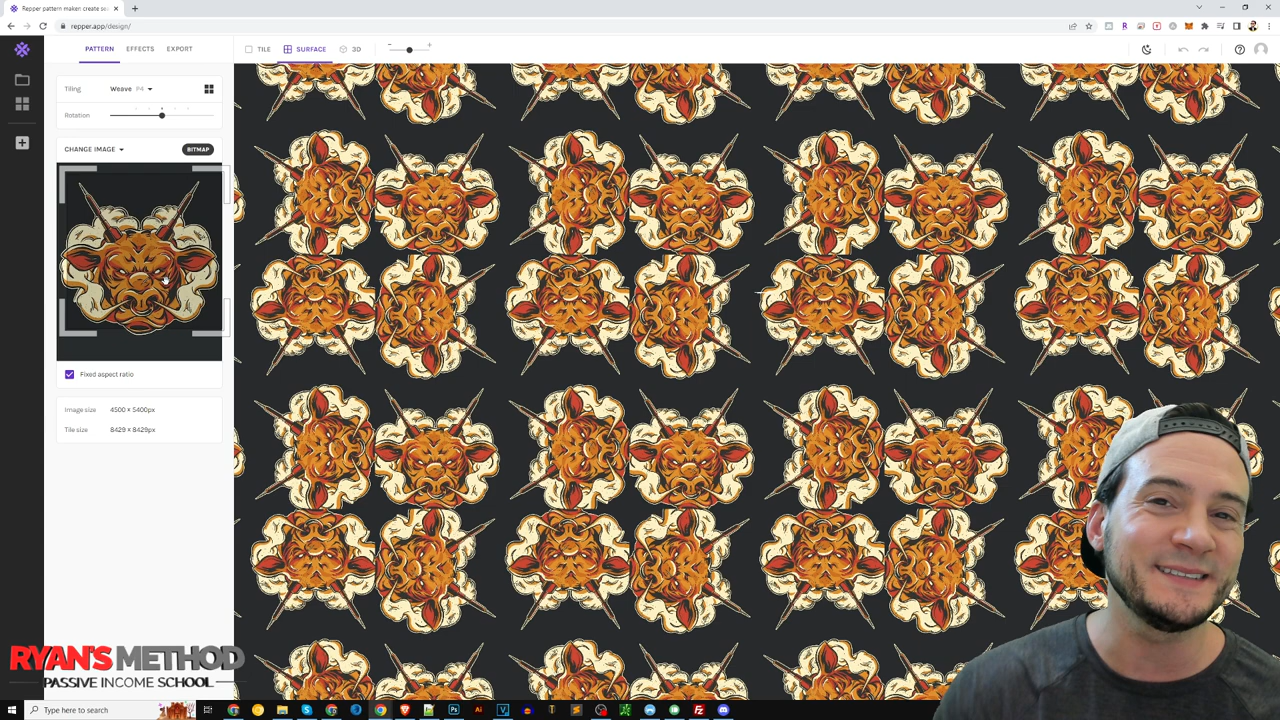 Repper pattern maker: create sea
repper.app/design/
PATTERN
EFFECTS
EXPORT
TILE
SURFACE
3D
Tiling
Weave P4
Rotation
CHANGE IMAGE
BITMAP
Fixed aspect ratio
Image size
4500 × 5400px
Tile size
8429 × 8429px
RYAN'S METHOD
PASSIVE INCOME SCHOOL
Type here to search